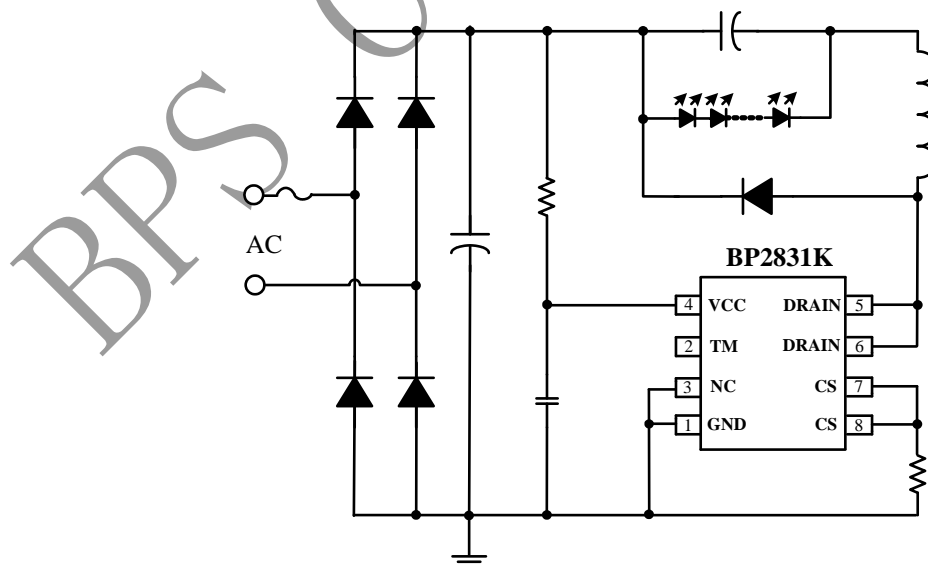 BPS
AC
BP2831K
4 VCC DRAIN 5
2 TM DRAIN 6
3 NC CS 7
1 GND CS 8